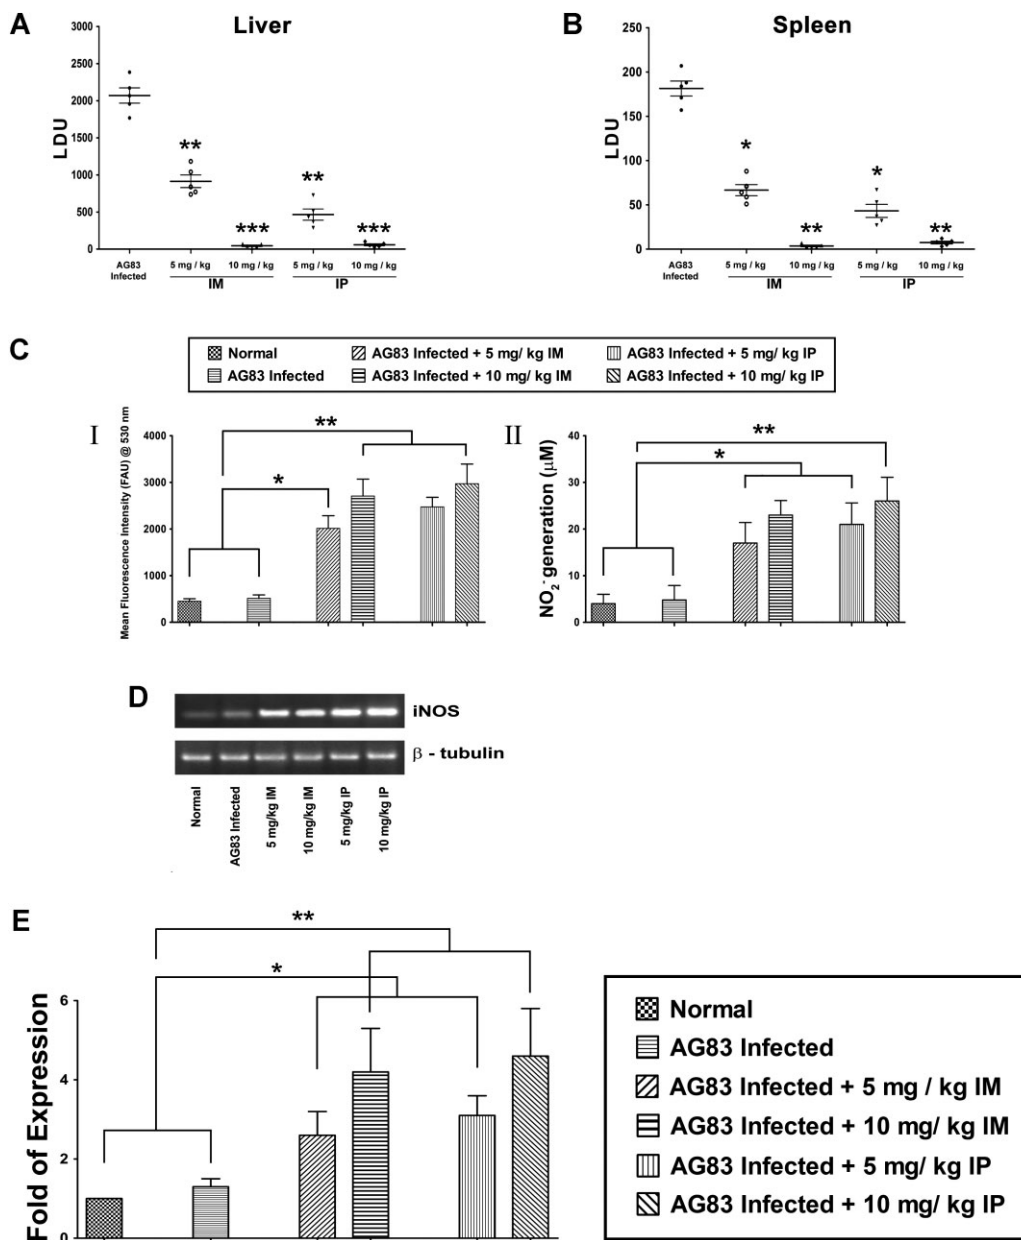 A
Liver
3000
2500
2000
1500
1000
500
0
LDU
**
***
**
***
AG83
Infected
5 mg / kg
10 mg / kg
5 mg / kg
10 mg / kg
IM
IP
B
Spleen
250
200
150
100
50
0
LDU
*
**
*
**
AG83
Infected
5 mg / kg
10 mg / kg
5 mg / kg
10 mg / kg
IM
IP
C
Normal
AG83 Infected + 5 mg/ kg IM
AG83 Infected + 5 mg/ kg IP
AG83 Infected
AG83 Infected + 10 mg/ kg IM
AG83 Infected + 10 mg/ kg IP
I
Mean Fluorescence Intensity (FAU) @ 530 nm
4000
3000
2000
1000
0
**
*
II
NO₂⁻ generation (μM)
40
30
20
10
0
**
*
D
iNOS
β - tubulin
Normal
AG83 Infected
5 mg/kg IM
10 mg/kg IM
5 mg/kg IP
10 mg/kg IP
E
**
*
Fold of Expression
6
4
2
0
Normal
AG83 Infected
AG83 Infected + 5 mg / kg IM
AG83 Infected + 10 mg/ kg IM
AG83 Infected + 5 mg/ kg IP
AG83 Infected + 10 mg/ kg IP